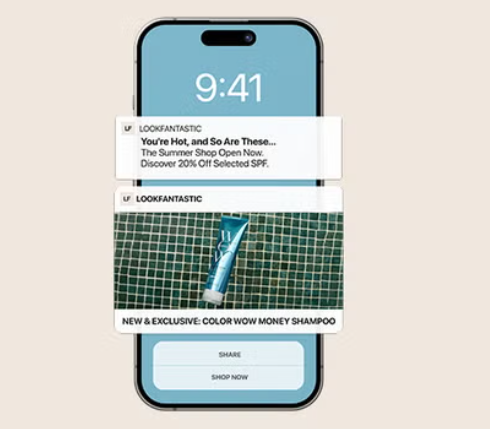 9:41
LF LOOKFANTASTIC
You're Hot, and So Are These...
The Summer Shop Open Now.
Discover 20% Off Selected SPF.
LF LOOKFANTASTIC
WOW
NEW & EXCLUSIVE: COLOR WOW MONEY SHAMPOO
SHARE
SHOP NOW